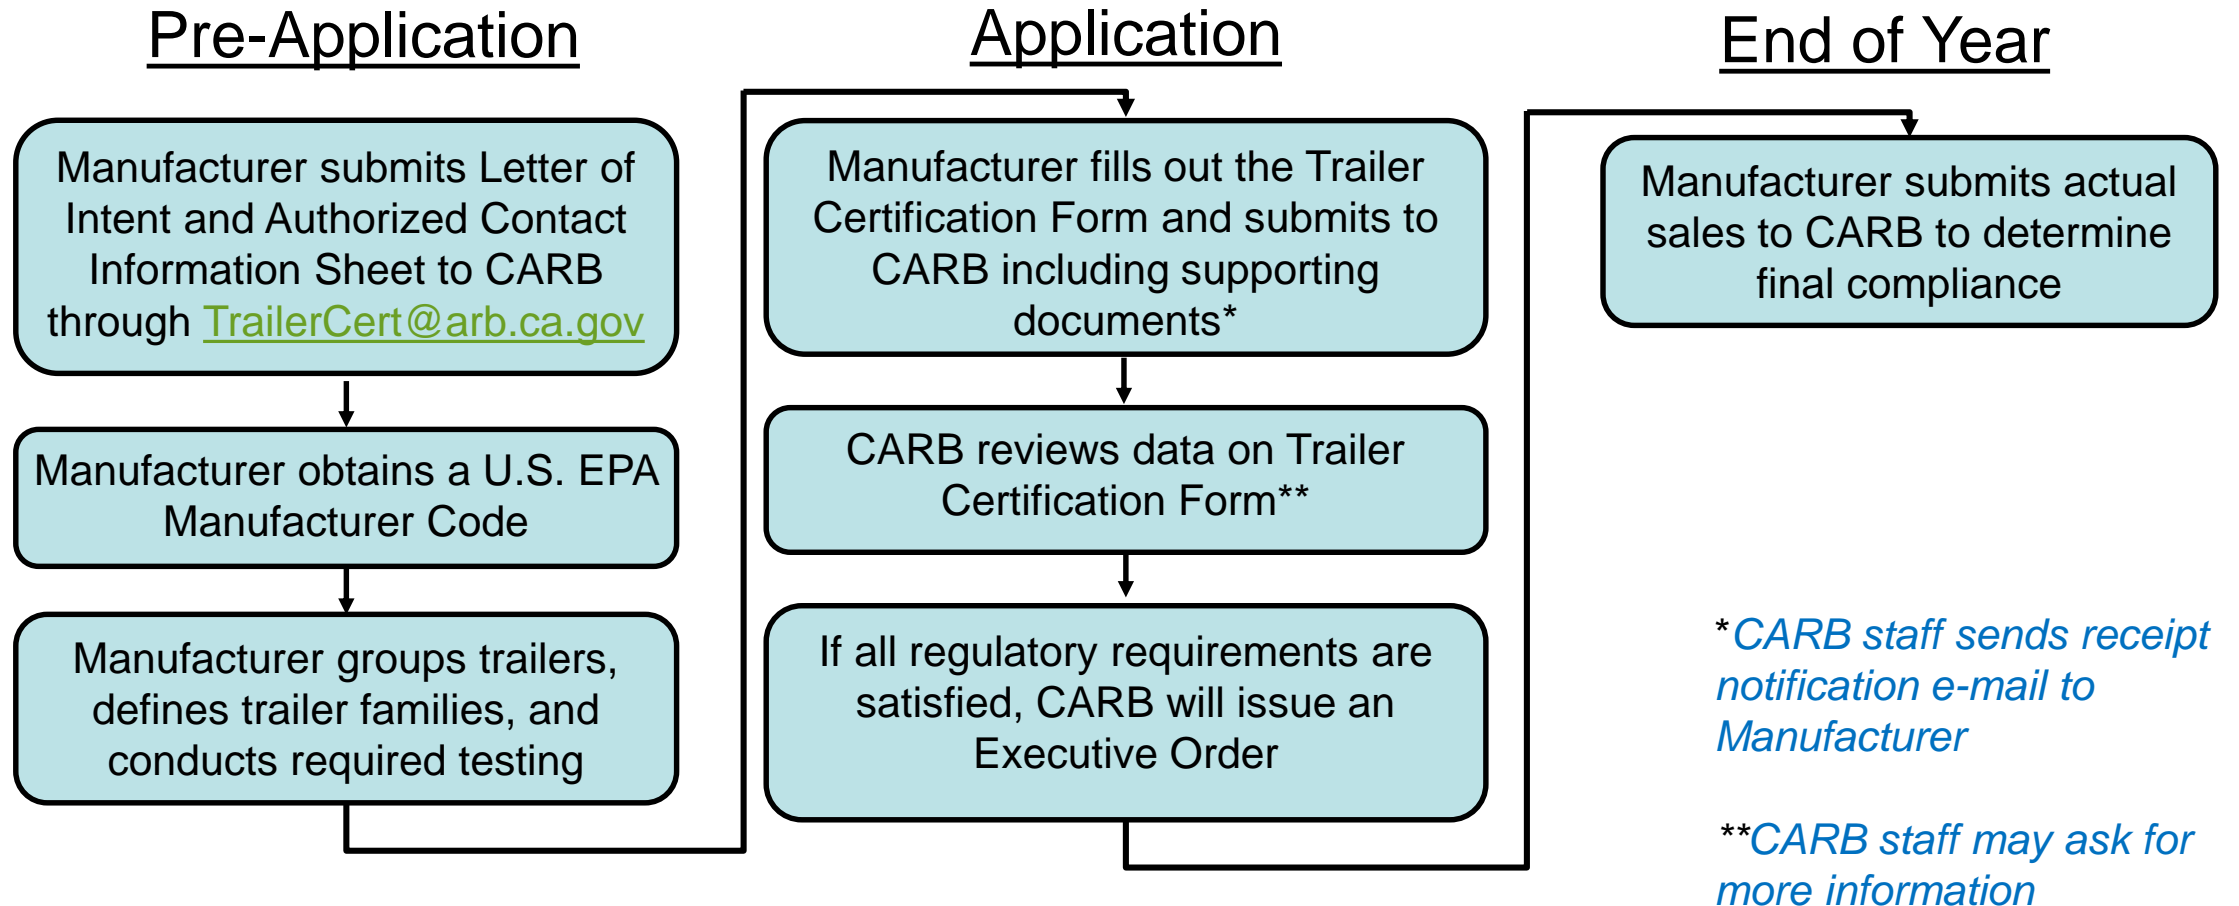 Pre-Application
Manufacturer submits Letter of
Intent and Authorized Contact
Information Sheet to CARB
through TrailerCert@arb.ca.gov
Manufacturer obtains a U.S. EPA
Manufacturer Code
Manufacturer groups trailers,
defines trailer families, and
conducts required testing
Application
Manufacturer fills out the Trailer
Certification Form and submits to
CARB including supporting
documents*
CARB reviews data on Trailer
Certification Form**
If all regulatory requirements are
satisfied, CARB will issue an
Executive Order
End of Year
Manufacturer submits actual
sales to CARB to determine
final compliance
*CARB staff sends receipt
notification e-mail to
Manufacturer
**CARB staff may ask for
more information